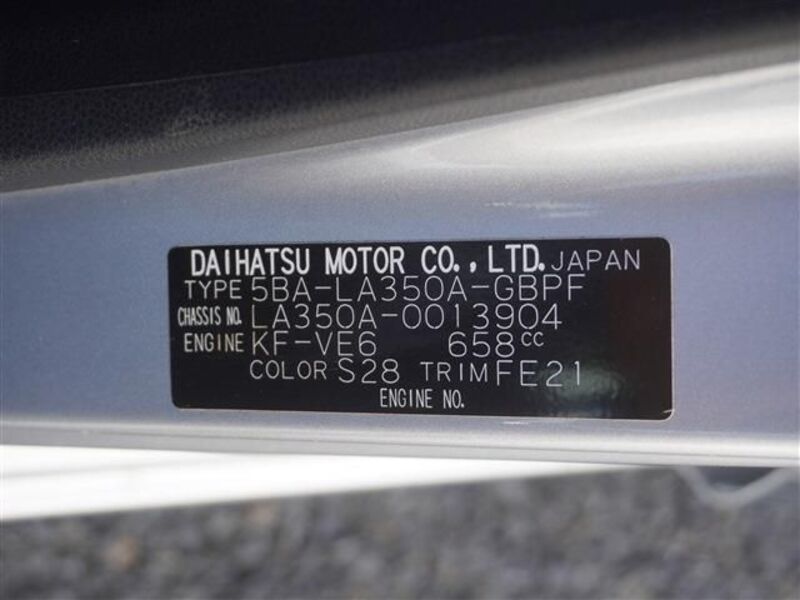 DAIHATSU MOTOR CO., LTD. JAPAN
TYPE 5BA-LA350A-GBPF
CHASSIS NO. LA350A-0013904
ENGINE KF-VE6 658cc
COLOR S28 TRIM FE21
ENGINE NO.